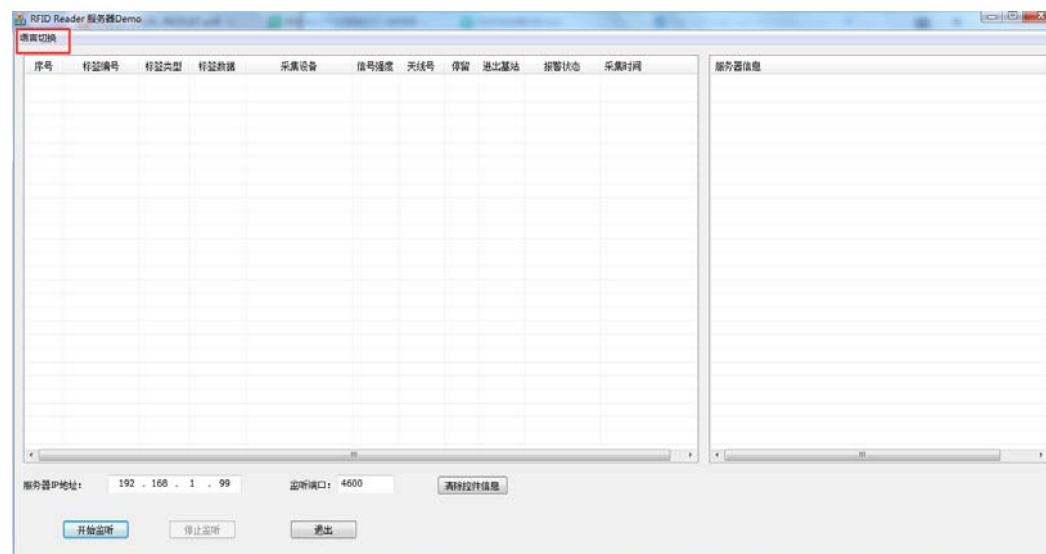 RFID Reader 服务器Demo
语言切换
序号 标签编号 标签类型 标签数据 采集设备 信号强度 天线号 停留 进出基站 报警状态 采集时间 服务器信息
服务器IP地址： 192 . 168 . 1 . 99 监听端口： 4600 清除控件信息
开始监听 停止监听 退出